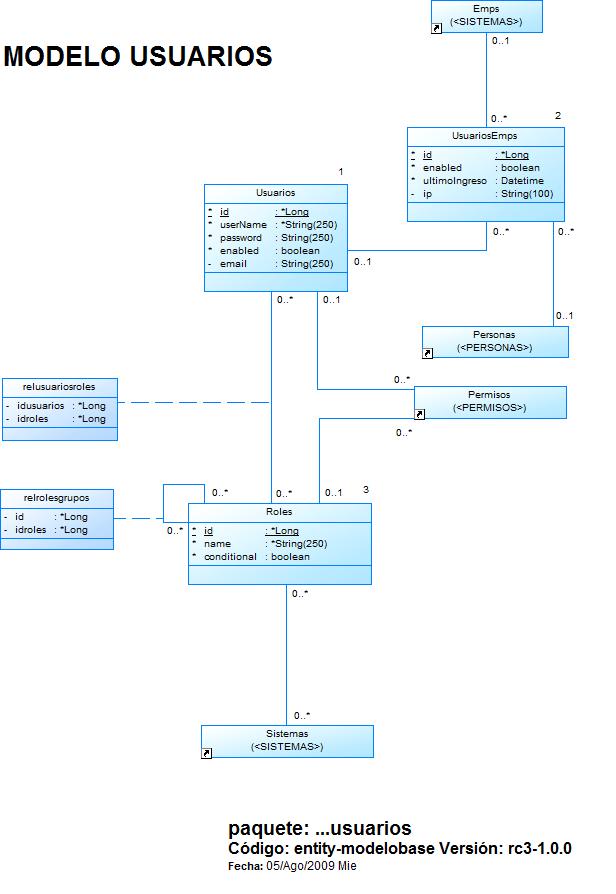 Emps
(<SISTEMAS>)
0..1
MODELO USUARIOS
0..*
2
UsuariosEmps
* id : *Long
* enabled : boolean
* ultimoIngreso : Datetime
- ip : String(100)
1
Usuarios
* id : *Long
* userName : *String(250)
* password : String(250)
* enabled : boolean
- email : String(250)
0..*
0..*
0..1
0..*
0..1
0..1
Personas
(<PERSONAS>)
relusuariosroles
- idusuarios : *Long
- idroles : *Long
0..*
Permisos
(<PERMISOS>)
0..*
relrolesgrupos
- id : *Long
- idroles : *Long
0..*
0..*
0..*
0..1
3
Roles
* id : *Long
* name : *String(250)
* conditional : boolean
0..*
0..*
Sistemas
(<SISTEMAS>)
paquete: ...usuarios
Código: entity-modelobase Versión: rc3-1.0.0
Fecha: 05/Ago/2009 Mie